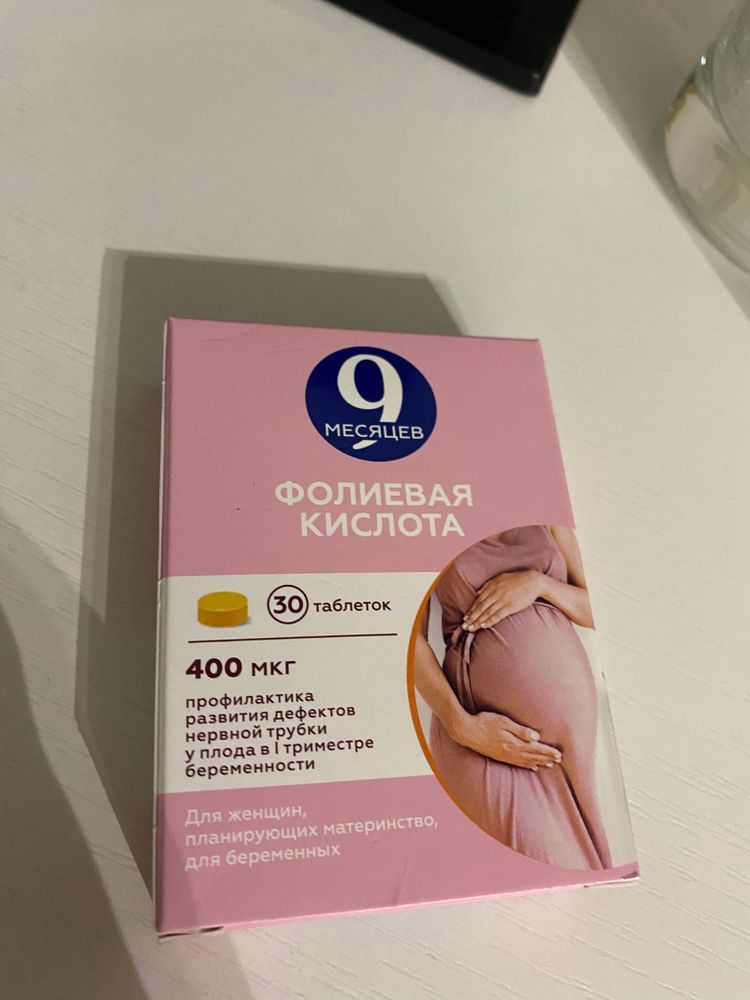 9
МЕСЯЦЕВ
ФОЛИЕВАЯ
КИСЛОТА
30 таблеток
400 мкг
профилактика
развития дефектов
нервной трубки
у плода в I триместре
беременности
Для женщин,
планирующих материнство,
для беременных